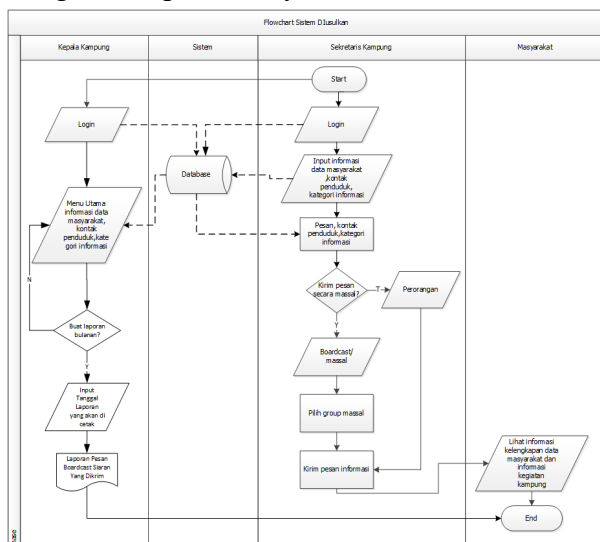 Flowchart Sistem DIusulkan
Kepala Kampung
Sistem
Sekretaris Kampung
Masyarakat
Start
Login
Login
Database
Input informasi
data masyarakat
,kontak
penduduk,
kategori informasi
Menu Utama
informasi data
masyarakat,
kontak
penduduk,kate
gori informasi
Pesan, kontak
penduduk,kategori
informasi
N
Kirim pesan
secara massal?
T
Perorangan
Y
Buat laporan
bulanan?
Y
Boardcast/
massal
Input
Tanggal
Laporan
yang akan di
cetak
Pilih group massal
Laporan Pesan
Boardcast Siaran
Yang Dikrim
Kirim pesan informasi
Lihat informasi
kelengkapan data
masyarakat dan
informasi
kegiatan
kampung
End